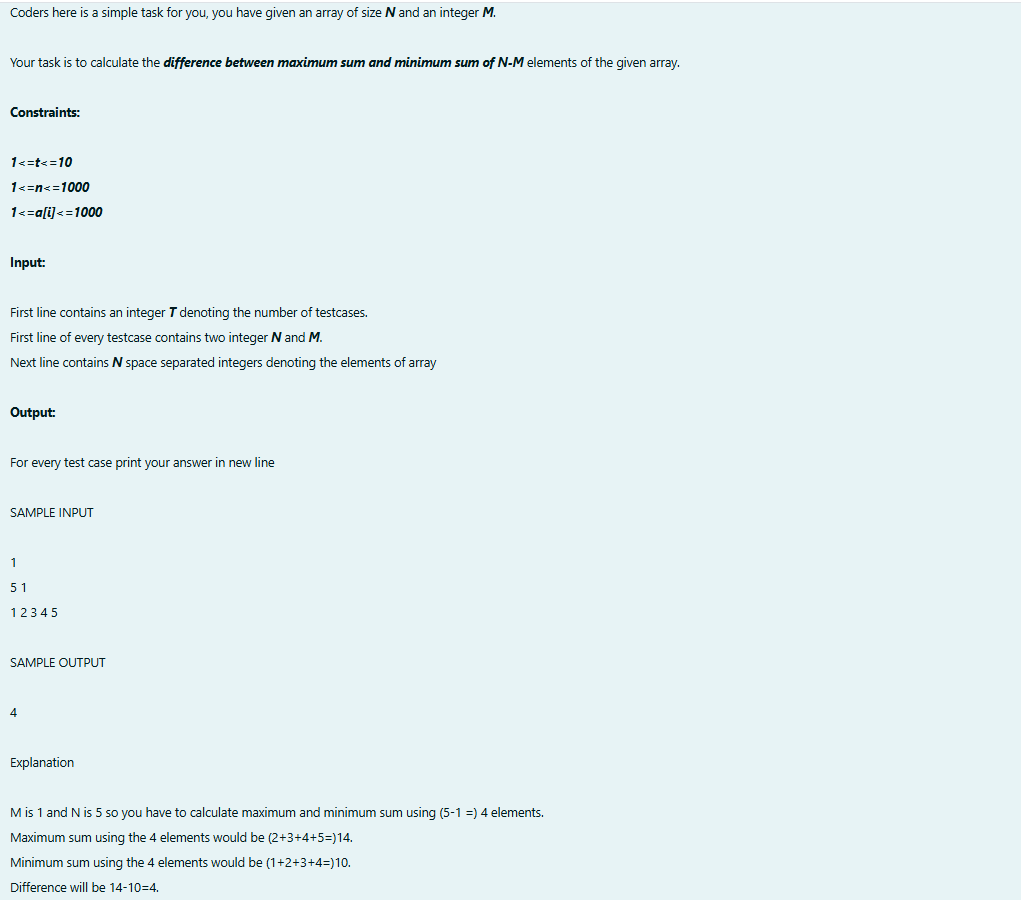 Coders here is a simple task for you, you have given an array of size N and an integer M.
Your task is to calculate the difference between maximum sum and minimum sum of N-M elements of the given array.
Constraints:
1<=t<=10
1<=n<=1000
1<=a[i]<=1000
Input:
First line contains an integer T denoting the number of testcases.
First line of every testcase contains two integer N and M.
Next line contains N space separated integers denoting the elements of array
Output:
For every test case print your answer in new line
SAMPLE INPUT
1
5 1
1 2 3 4 5
SAMPLE OUTPUT
4
Explanation
M is 1 and N is 5 so you have to calculate maximum and minimum sum using (5-1 =) 4 elements.
Maximum sum using the 4 elements would be (2+3+4+5=)14.
Minimum sum using the 4 elements would be (1+2+3+4=)10.
Difference will be 14-10=4.